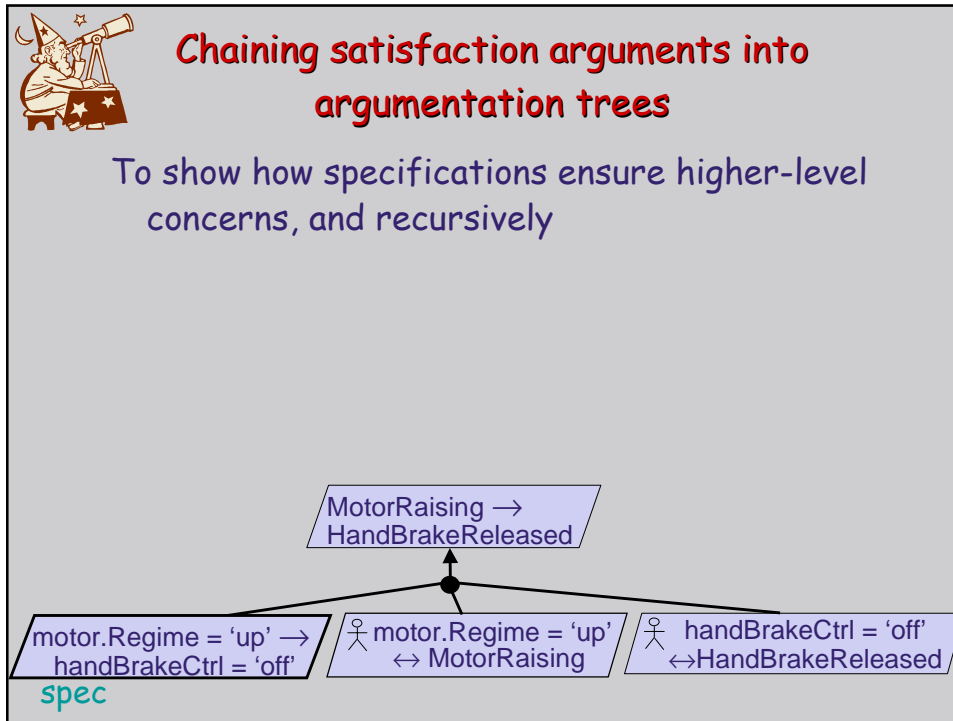 Chaining satisfaction arguments into
argumentation trees
To show how specifications ensure higher-level
concerns, and recursively
MotorRaising →
HandBrakeReleased
motor.Regime = ‘up’ →
handBrakeCtrl = ‘off’
motor.Regime = ‘up’
↔ MotorRaising
handBrakeCtrl = ‘off’
↔HandBrakeReleased
spec